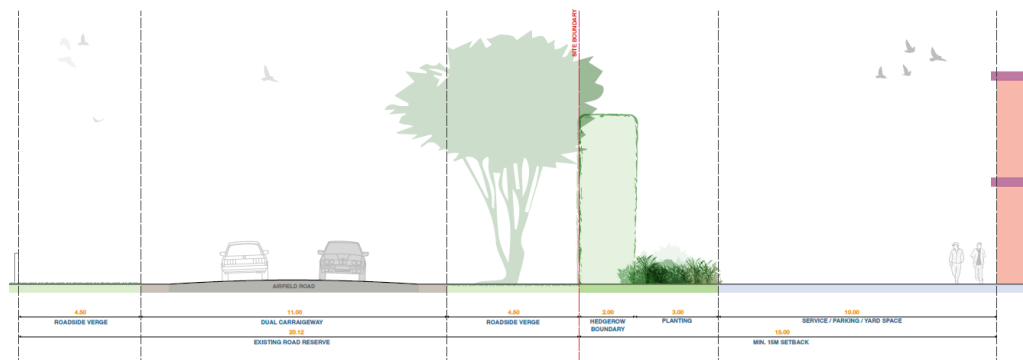 SITE BOUNDARY
AIRFIELD ROAD
4.50
ROADSIDE VERGE
11.00
DUAL CARRAIGEWAY
4.50
ROADSIDE VERGE
2.00
HEDGEROW
BOUNDARY
3.00
PLANTING
10.00
SERVICE / PARKING / YARD SPACE
20.12
EXISTING ROAD RESERVE
15.00
MIN. 15M SETBACK